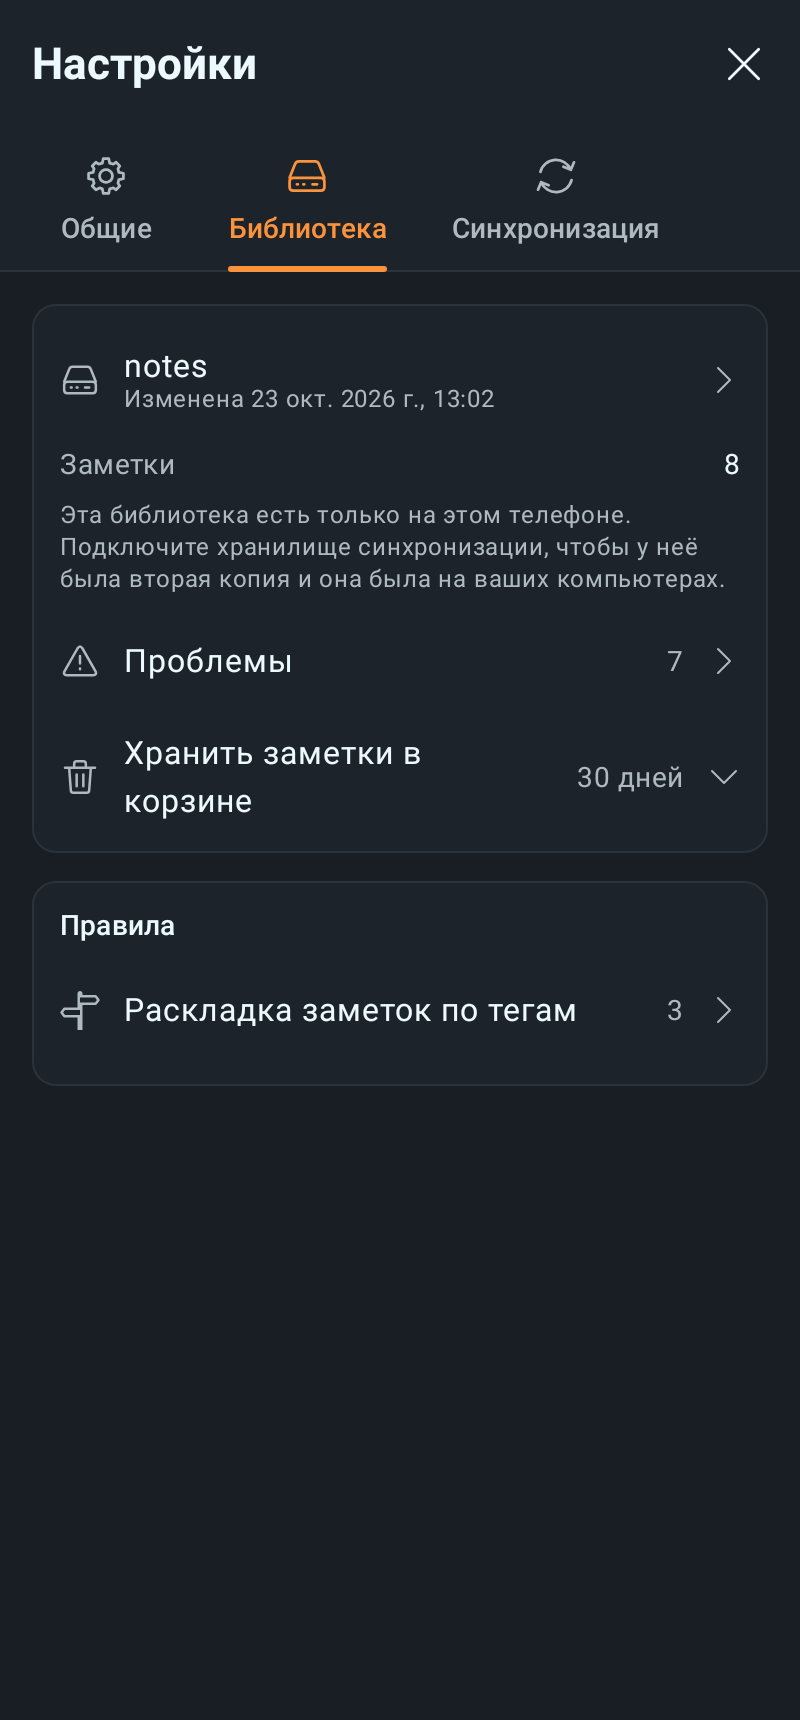 Настройки
Общие
Библиотека
Синхронизация
notes
Изменена 23 окт. 2026 г., 13:02
Заметки 8
Эта библиотека есть только на этом телефоне.
Подключите хранилище синхронизации, чтобы у неё
была вторая копия и она была на ваших компьютерах.
Проблемы 7
Хранить заметки в
корзине
30 дней
Правила
Раскладка заметок по тегам 3